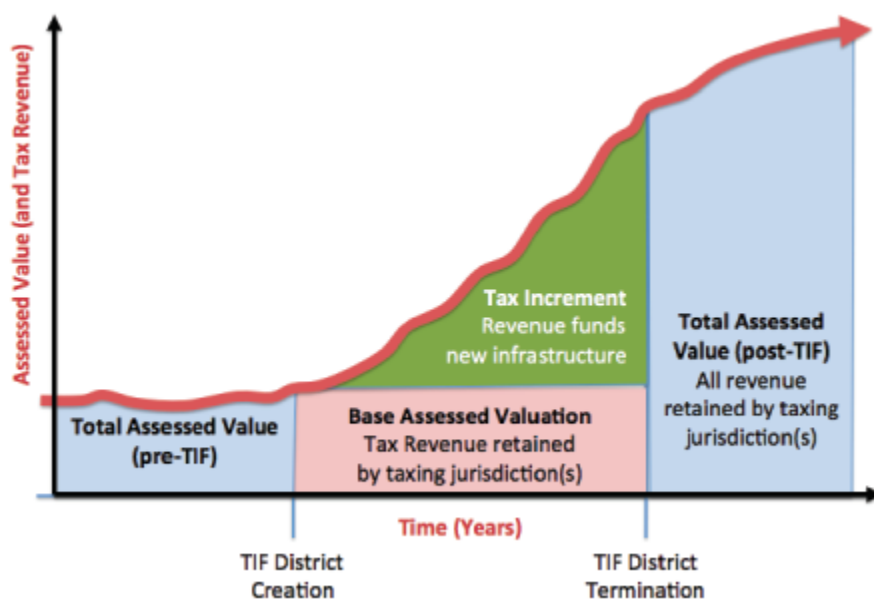 Assessed Value (and Tax Revenue)
Tax Increment
Revenue funds
new infrastructure
Total Assessed
Value (post-TIF)
All revenue
retained by taxing
jurisdiction(s)
Total Assessed Value
(pre-TIF)
Base Assessed Valuation
Tax Revenue retained
by taxing jurisdiction(s)
Time (Years)
TIF District
Creation
TIF District
Termination